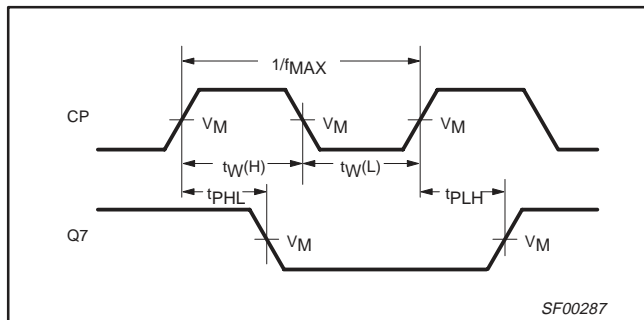 1/fMAX
CP
VM VM VM
tW(H) tW(L)
tPHL tPLH
Q7
VM VM
SF00287